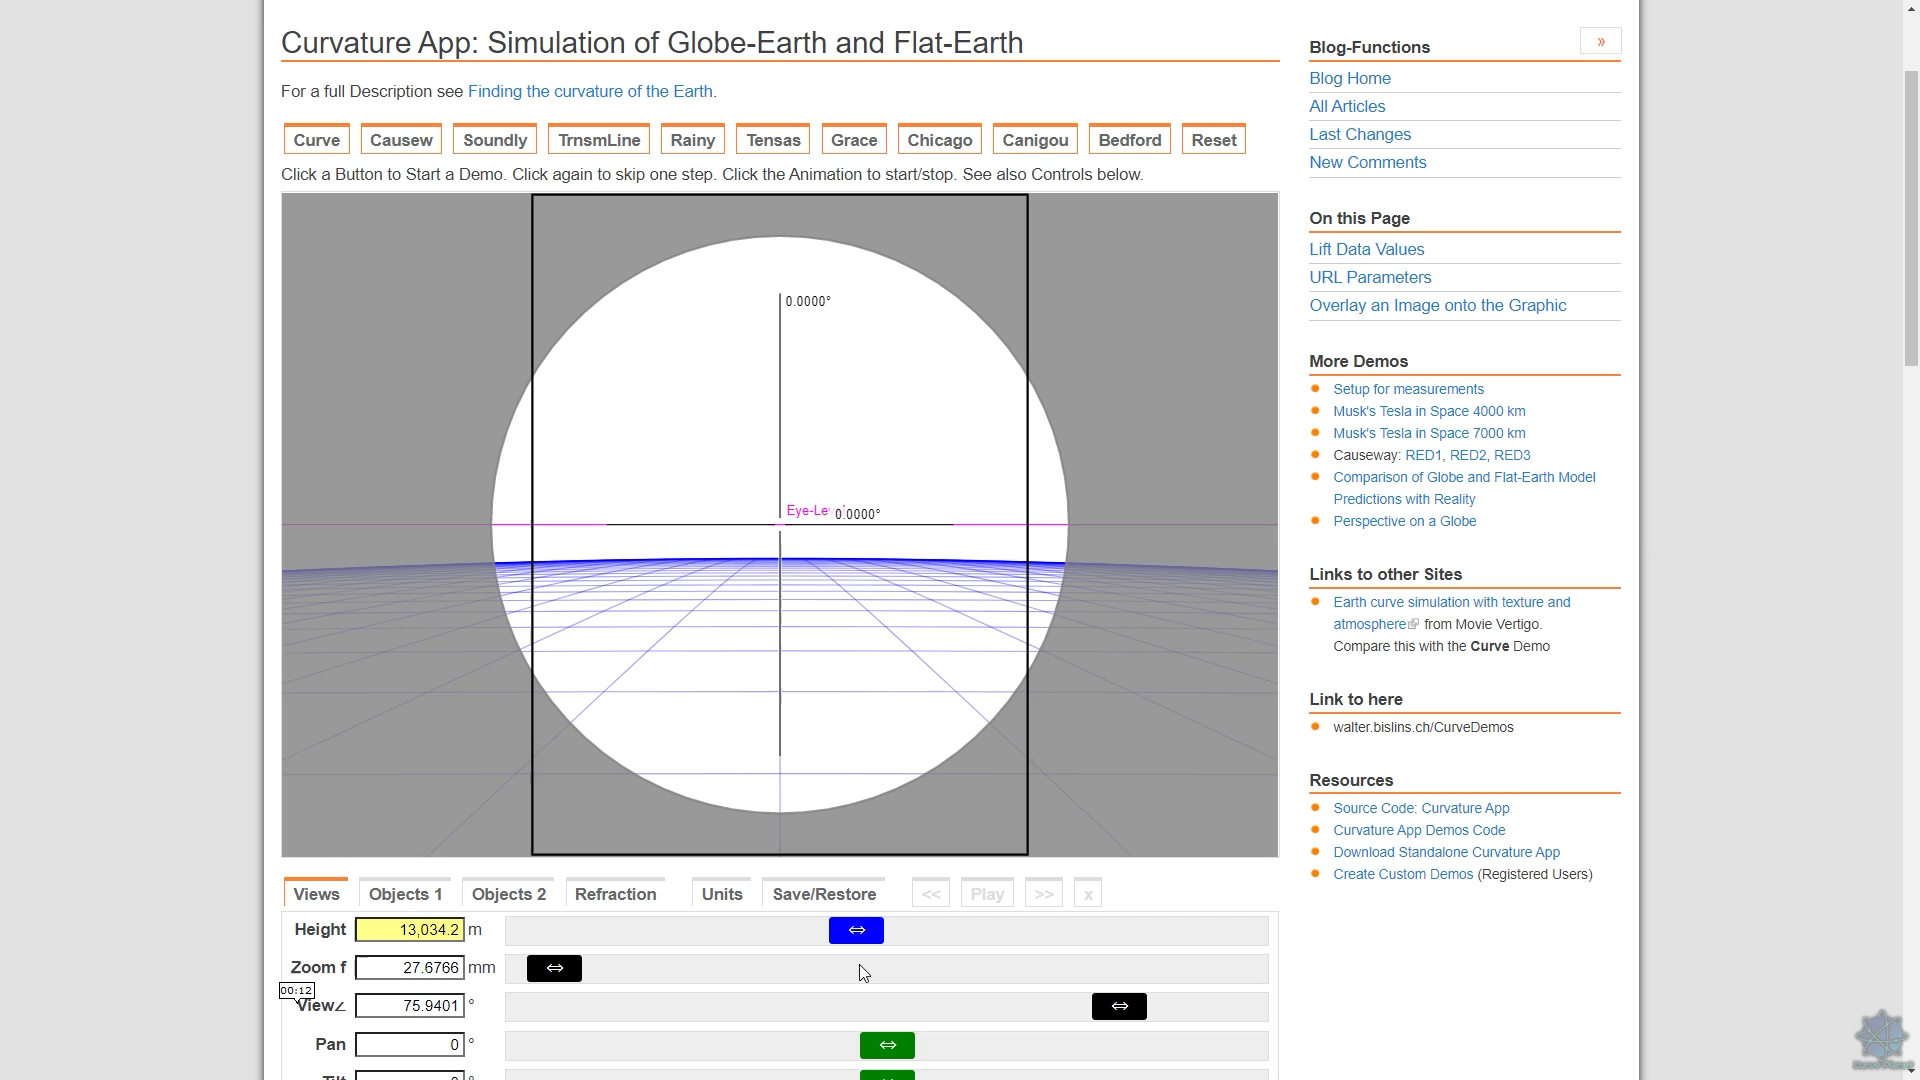 Curvature App: Simulation of Globe-Earth and Flat-Earth
For a full Description see Finding the curvature of the Earth.
Curve Causew Soundly TrnsmLine Rainy Tensas Grace Chicago Canigou Bedford Reset
Click a Button to Start a Demo. Click again to skip one step. Click the Animation to start/stop. See also Controls below.
0.0000°
Eye-Le 0.0000°
Views Objects 1 Objects 2 Refraction Units Save/Restore << Play >> x
Height 13,034.2 m
Zoom f 27.6766 mm
00:12
View∠ 75.9401 °
Pan 0 °
Blog-Functions »
Blog Home
All Articles
Last Changes
New Comments
On this Page
Lift Data Values
URL Parameters
Overlay an Image onto the Graphic
More Demos
Setup for measurements
Musk's Tesla in Space 4000 km
Musk's Tesla in Space 7000 km
Causeway: RED1, RED2, RED3
Comparison of Globe and Flat-Earth Model
Predictions with Reality
Perspective on a Globe
Links to other Sites
Earth curve simulation with texture and
atmosphere from Movie Vertigo.
Compare this with the Curve Demo
Link to here
walter.bislins.ch/CurveDemos
Resources
Source Code: Curvature App
Curvature App Demos Code
Download Standalone Curvature App
Create Custom Demos (Registered Users)